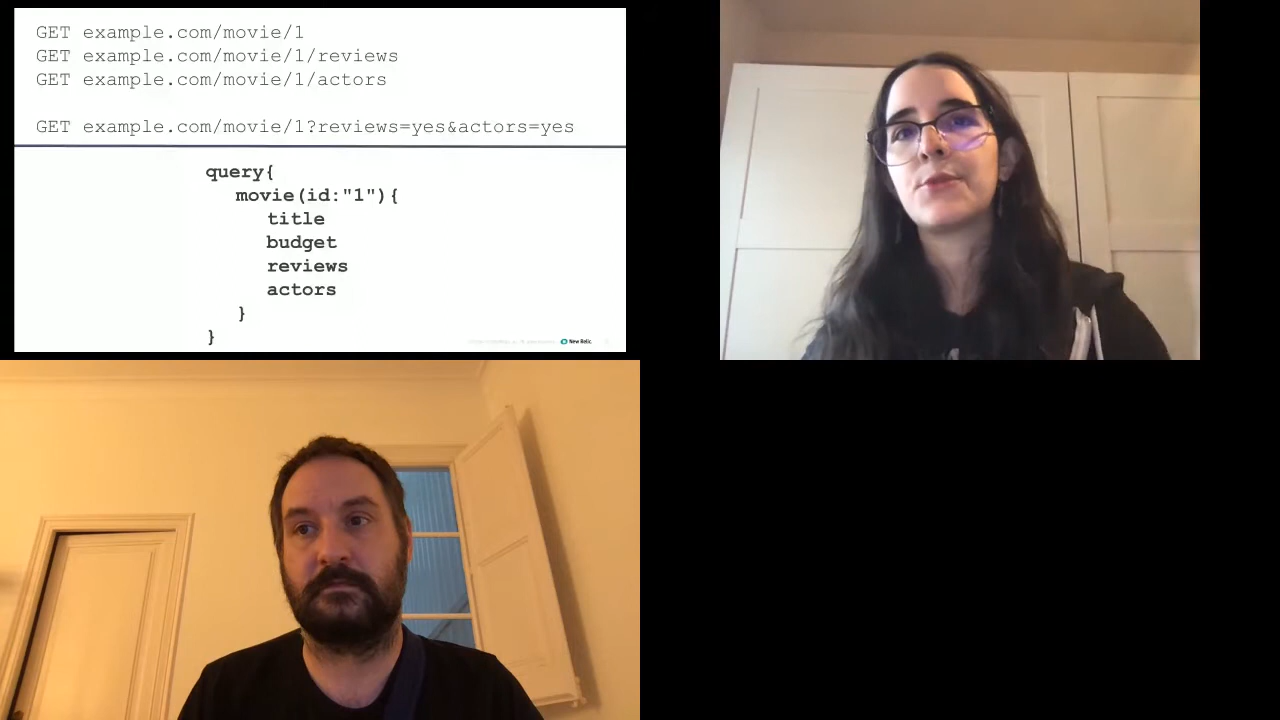 GET example.com/movie/1
GET example.com/movie/1/reviews
GET example.com/movie/1/actors
GET example.com/movie/1?reviews=yes&actors=yes
query{
movie(id:"1"){
title
budget
reviews
actors
}
}
New Relic